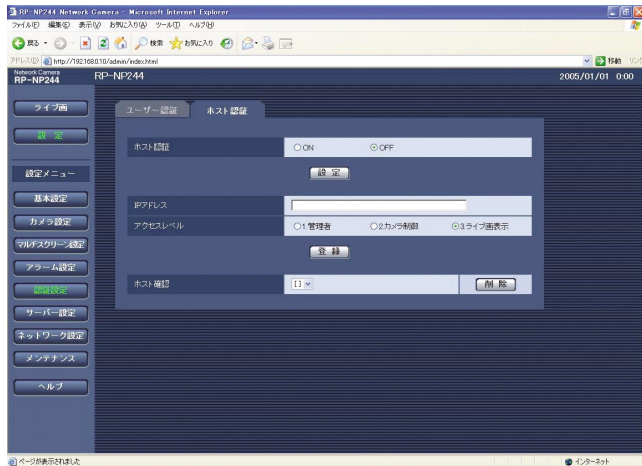 RP-NP244 Network Camera - Microsoft Internet Explorer
ファイル(F) 編集(E) 表示(V) お気に入り(A) ツール(T) ヘルプ(H)
戻る 検索 お気に入り
アドレス(D) http://192.168.0.10/admin/index.html 移動
Network Camera
RP-NP244
RP-NP244
2005/01/01 0:00
ライブ画
設 定
設定メニュー
基本設定
カメラ設定
マルチスクリーン設定
アラーム設定
認証設定
サーバー設定
ネットワーク設定
メンテナンス
ヘルプ
ユーザー認証 ホスト認証
ホスト認証 ON OFF
設 定
IPアドレス
アクセスレベル 1.管理者 2.カメラ制御 3.ライブ画表示
登 録
ホスト確認 [] 削 除
ページが表示されました インターネット